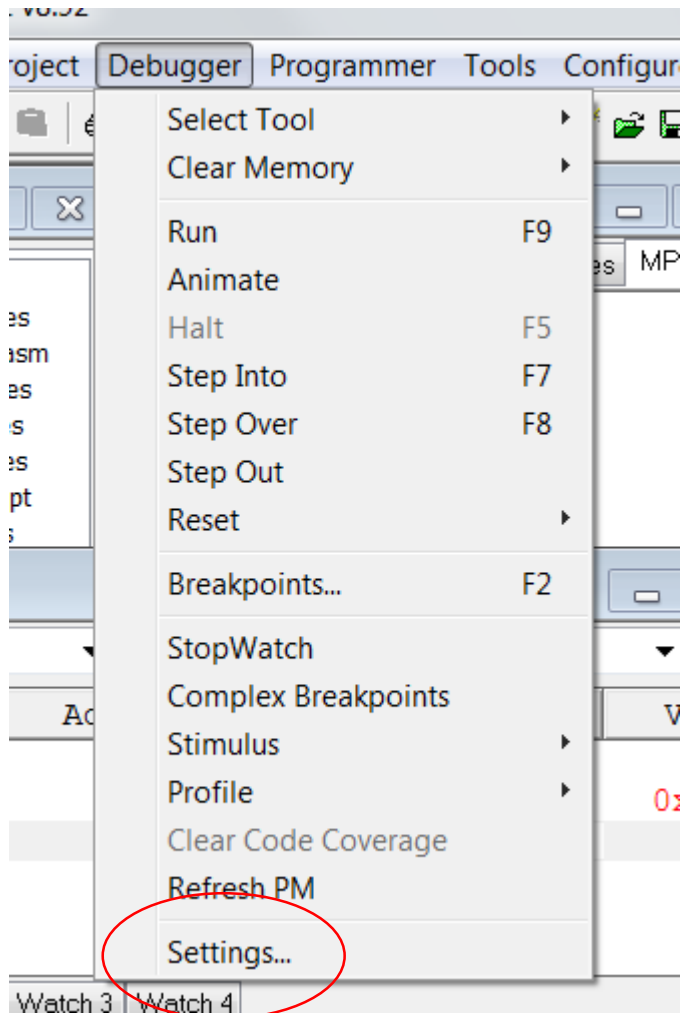 Debugger Programmer Tools
Select Tool
Clear Memory
Run F9
Animate
Halt F5
Step Into F7
Step Over F8
Step Out
Reset
Breakpoints... F2
StopWatch
Complex Breakpoints
Stimulus
Profile
Clear Code Coverage
Refresh PM
Settings...
Watch 3 Watch 4